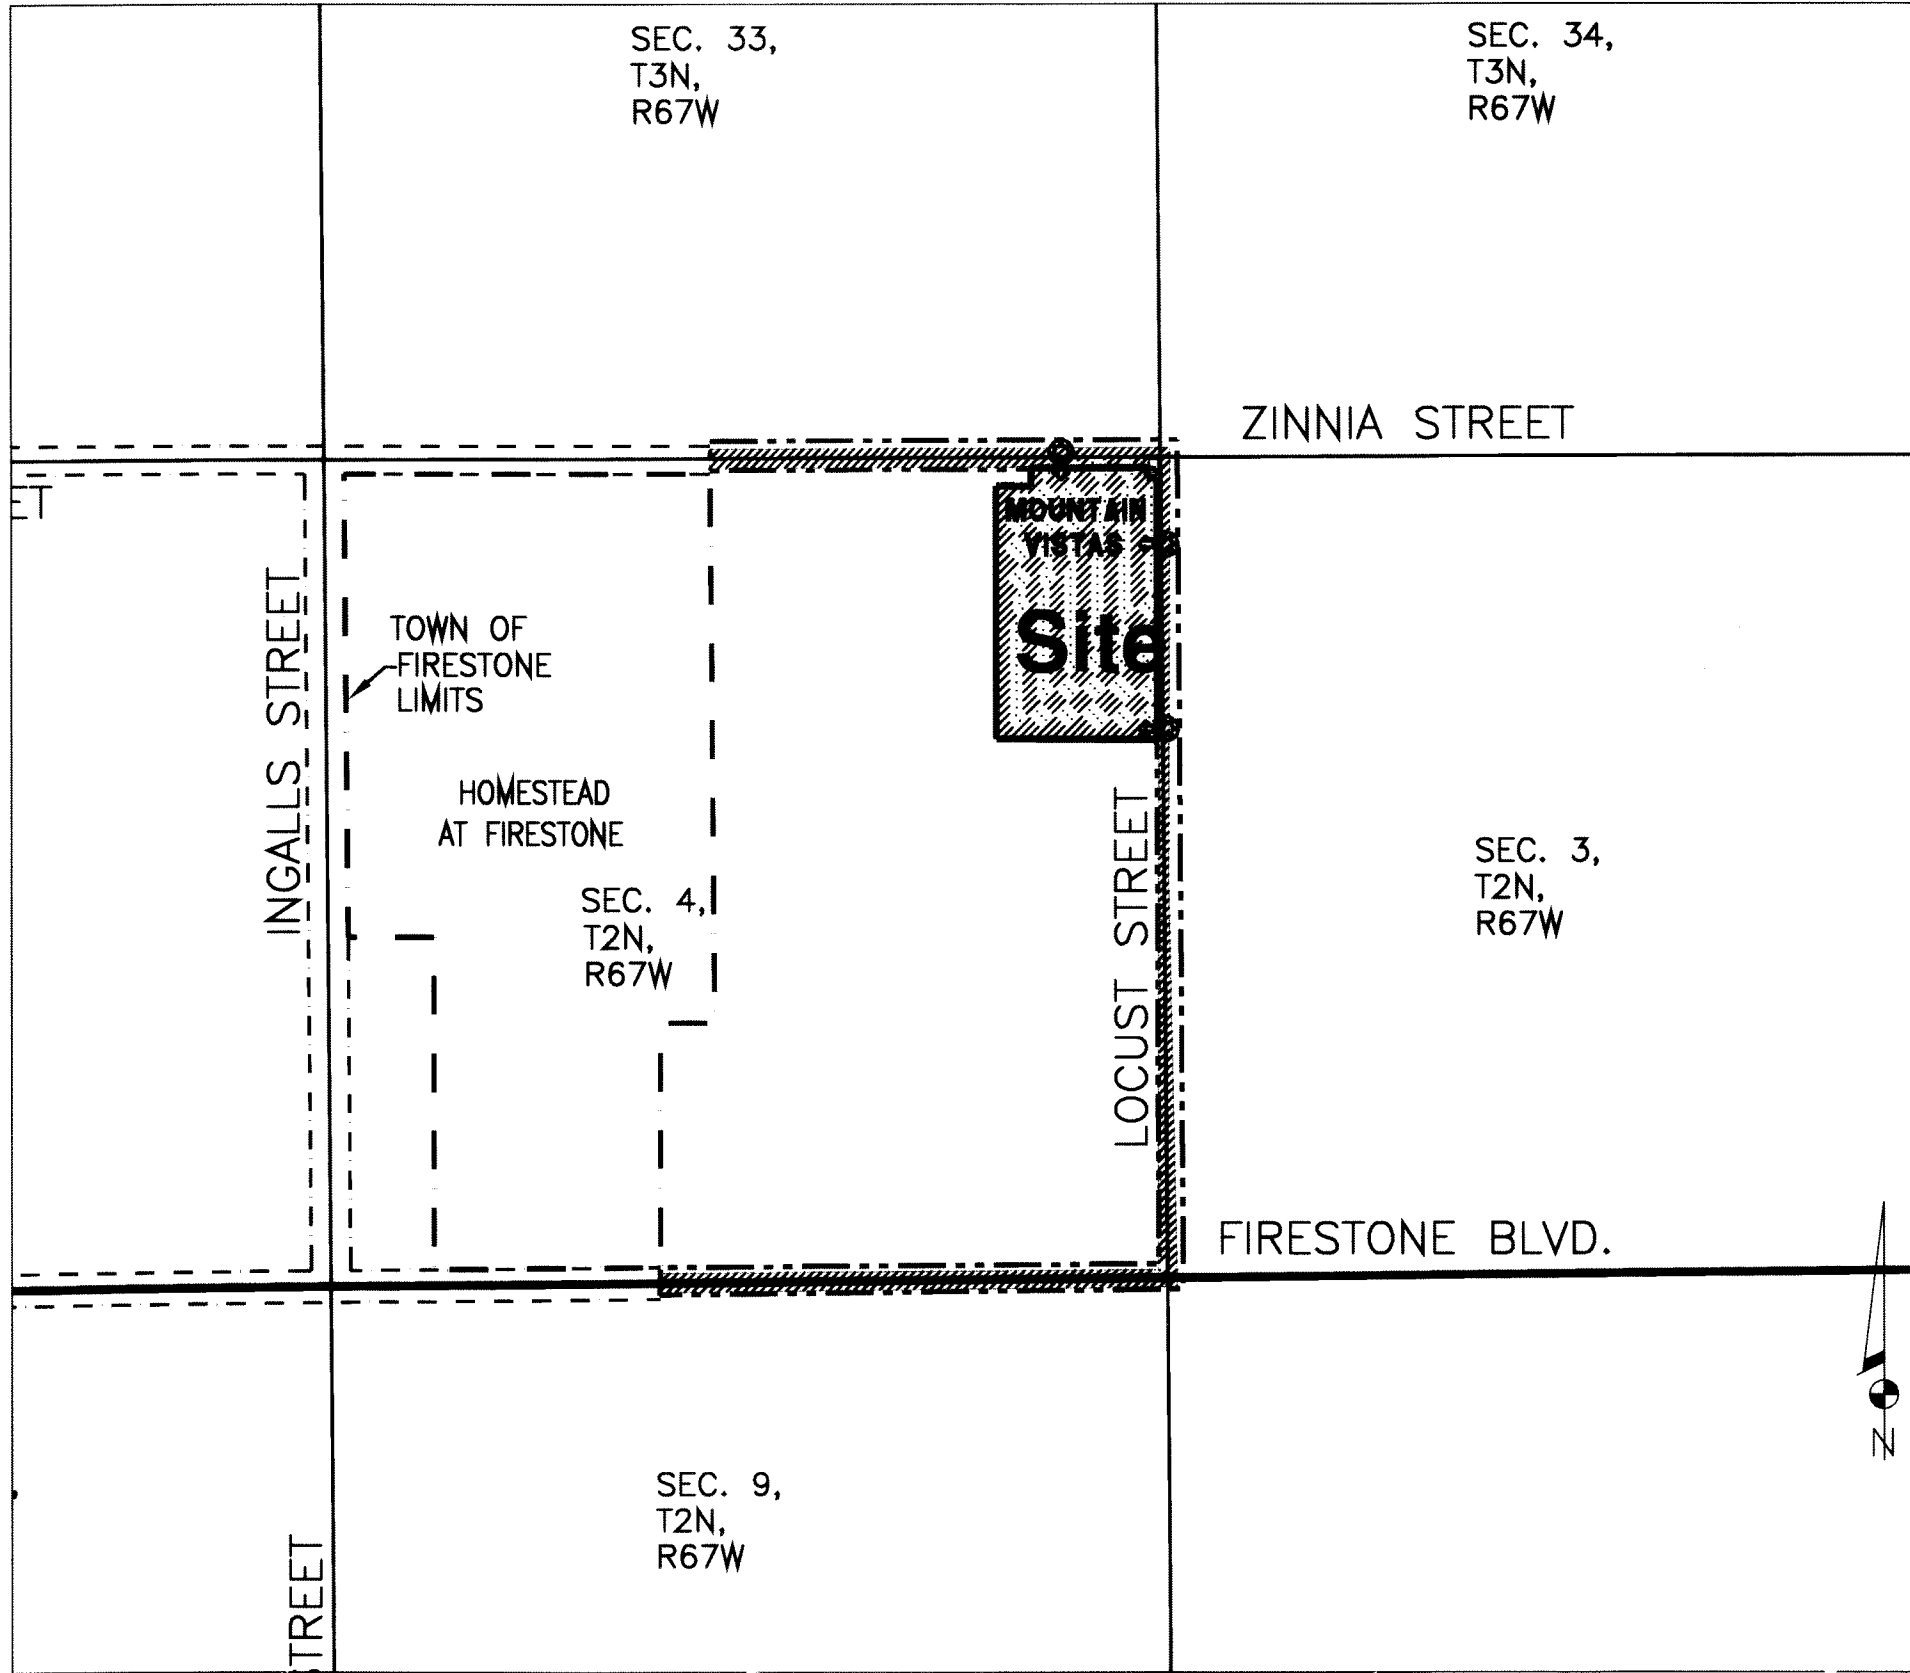 SEC. 33,
T3N,
R67W
SEC. 34,
T3N,
R67W
ZINNIA STREET
ET
MOUNTAIN
VISTAS
Site
INGALLS STREET
TOWN OF
FIRESTONE
LIMITS
HOMESTEAD
AT FIRESTONE
SEC. 4,
T2N,
R67W
LOCUST STREET
SEC. 3,
T2N,
R67W
FIRESTONE BLVD.
N
SEC. 9,
T2N,
R67W
STREET